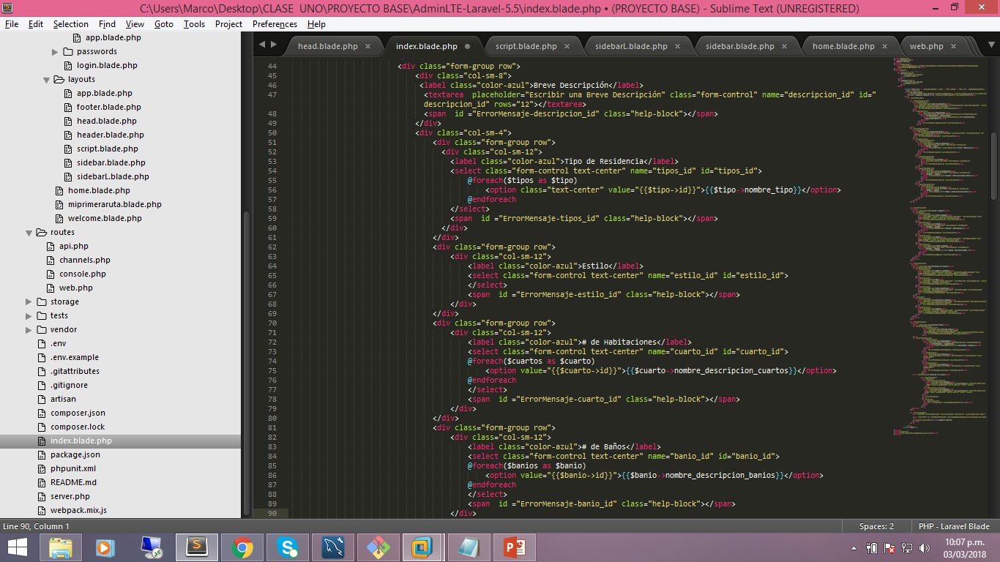 C:\Users\Marco\Desktop\CLASE  UNO\PROYECTO BASE\AdminLTE-Laravel-5.5\index.blade.php • (PROYECTO BASE) - Sublime Text (UNREGISTERED)
File Edit Selection Find View Goto Tools Project Preferences Help
app.blade.php
passwords
login.blade.php
layouts
app.blade.php
footer.blade.php
head.blade.php
header.blade.php
script.blade.php
sidebar.blade.php
sidebarL.blade.php
home.blade.php
miprimeraruta.blade.php
welcome.blade.php
routes
api.php
channels.php
console.php
web.php
storage
tests
vendor
.env
.env.example
.gitattributes
.gitignore
artisan
composer.json
composer.lock
index.blade.php
package.json
phpunit.xml
README.md
server.php
webpack.mix.js
head.blade.php × index.blade.php • script.blade.php × sidebarL.blade.php × sidebar.blade.php × home.blade.php × web.php ×
44 <div class="form-group row">
45 <div class="col-sm-8">
46 <label class="color-azul">Breve Descripción</label>
47 <textarea  placeholder="Escribir una Breve Descripción" class="form-control" name="descripcion_id" id="
descripcion_id" rows="12"></textarea>
48 <span  id ="ErrorMensaje-descripcion_id" class="help-block"></span>
49 </div>
50 <div class="col-sm-4">
51 <div class="form-group row">
52 <div class="col-sm-12">
53 <label class="color-azul">Tipo de Residencia</label>
54 <select class="form-control text-center" name="tipos_id" id="tipos_id">
55 @foreach($tipos as $tipo)
56 <option class="text-center" value="{{$tipo->id}}">{{$tipo->nombre_tipo}}</option>
57 @endforeach
58 </select>
59 <span  id ="ErrorMensaje-tipos_id" class="help-block"></span>
60 </div>
61 </div>
62 <div class="form-group row">
63 <div class="col-sm-12">
64 <label class="color-azul">Estilo</label>
65 <select class="form-control text-center" name="estilo_id" id="estilo_id">
66 </select>
67 <span  id ="ErrorMensaje-estilo_id" class="help-block"></span>
68 </div>
69 </div>
70 <div class="form-group row">
71 <div class="col-sm-12">
72 <label class="color-azul"># de Habitaciones</label>
73 <select class="form-control text-center" name="cuarto_id" id="cuarto_id">
74 @foreach($cuartos as $cuarto)
75 <option value="{{$cuarto->id}}">{{$cuarto->nombre_descripcion_cuartos}}</option>
76 @endforeach
77 </select>
78 <span  id ="ErrorMensaje-cuarto_id" class="help-block"></span>
79 </div>
80 </div>
81 <div class="form-group row">
82 <div class="col-sm-12">
83 <label class="color-azul"># de Baños</label>
84 <select class="form-control text-center" name="banio_id" id="banio_id">
85 @foreach($banios as $banio)
86 <option value="{{$banio->id}}">{{$banio->nombre_descripcion_banios}}</option>
87 @endforeach
88 </select>
89 <span  id ="ErrorMensaje-banio_id" class="help-block"></span>
90 </div>
Line 90, Column 1 Spaces: 2 PHP - Laravel Blade
10:07 p.m.
03/03/2018